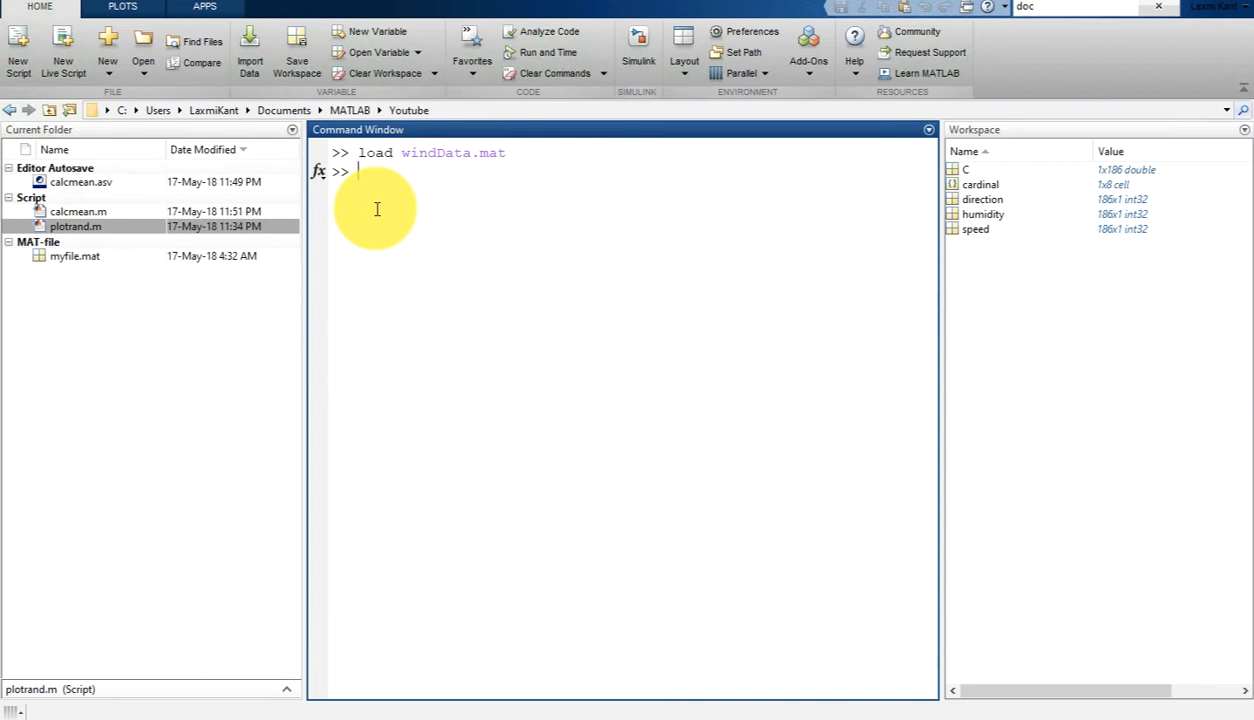 HOME PLOTS APPS doc Laxmi Kant
New Script
New Live Script
New
Open
Find Files
Compare
Import Data
Save Workspace
New Variable
Open Variable
Clear Workspace
Favorites
Analyze Code
Run and Time
Clear Commands
Simulink
Layout
Preferences
Set Path
Parallel
Add-Ons
Help
Community
Request Support
Learn MATLAB
FILE VARIABLE CODE SIMULINK ENVIRONMENT RESOURCES
C: Users LaxmiKant Documents MATLAB Youtube
Current Folder
Name Date Modified
Editor Autosave
calcmean.asv 17-May-18 11:49 PM
Script
calcmean.m 17-May-18 11:51 PM
plotrand.m 17-May-18 11:34 PM
MAT-file
myfile.mat 17-May-18 4:32 AM
plotrand.m (Script)
Command Window
>> load windData.mat
fx >>
Workspace
Name Value
C 1x186 double
cardinal 1x8 cell
direction 186x1 int32
humidity 186x1 int32
speed 186x1 int32